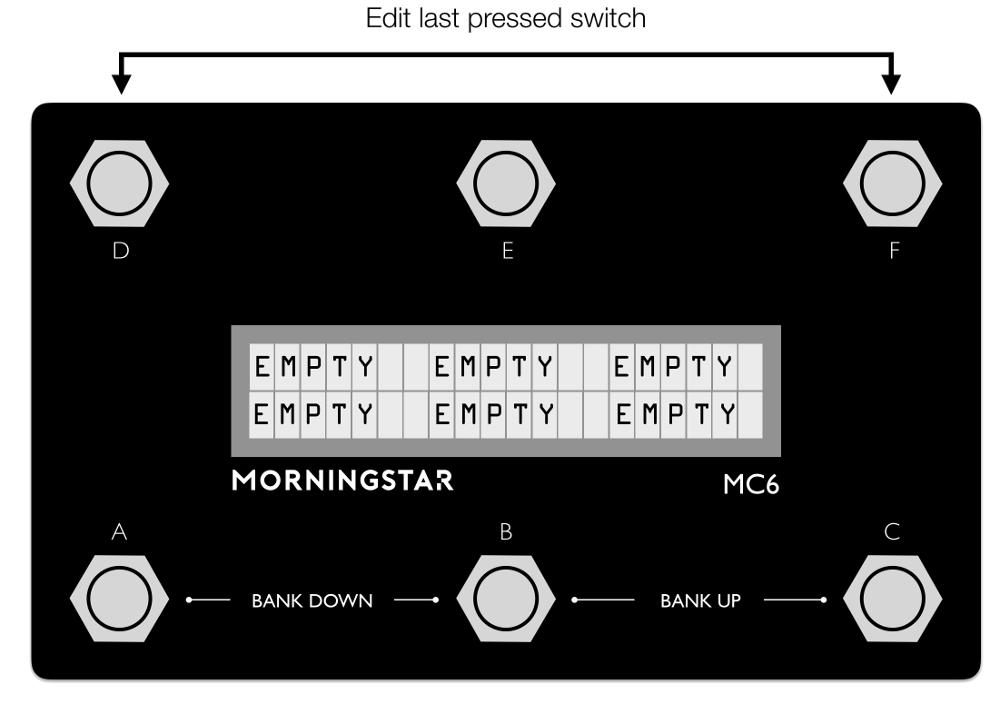 Edit last pressed switch
D E F
EMPTY EMPTY EMPTY
EMPTY EMPTY EMPTY
MORNINGSTAR MC6
A B C
BANK DOWN BANK UP